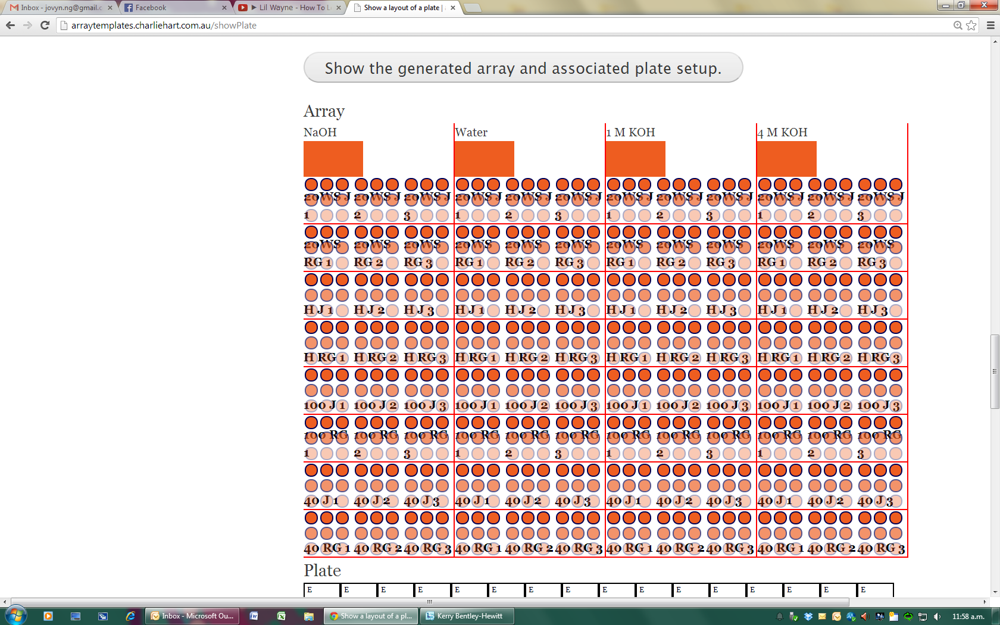 Inbox - jovyn.ng@gmail.c
Facebook
Lil Wayne - How To L
Show a layout of a plate |
arraytemplates.charliehart.com.au/showPlate
Show the generated array and associated plate setup.
Array
NaOH Water 1 M KOH 4 M KOH
20WS J 20WS J 20WS J 20WS J 20WS J 20WS J 20WS J 20WS J 20WS J 20WS J 20WS J 20WS J
1 2 3 1 2 3 1 2 3 1 2 3
20WS 20WS 20WS 20WS 20WS 20WS 20WS 20WS 20WS 20WS 20WS 20WS
RG 1 RG 2 RG 3 RG 1 RG 2 RG 3 RG 1 RG 2 RG 3 RG 1 RG 2 RG 3
H J 1 H J 2 H J 3 H J 1 H J 2 H J 3 H J 1 H J 2 H J 3 H J 1 H J 2 H J 3
H RG 1 H RG 2 H RG 3 H RG 1 H RG 2 H RG 3 H RG 1 H RG 2 H RG 3 H RG 1 H RG 2 H RG 3
100 J 1 100 J 2 100 J 3 100 J 1 100 J 2 100 J 3 100 J 1 100 J 2 100 J 3 100 J 1 100 J 2 100 J 3
100 RG 100 RG 100 RG 100 RG 100 RG 100 RG 100 RG 100 RG 100 RG 100 RG 100 RG 100 RG
1 2 3 1 2 3 1 2 3 1 2 3
40 J 1 40 J 2 40 J 3 40 J 1 40 J 2 40 J 3 40 J 1 40 J 2 40 J 3 40 J 1 40 J 2 40 J 3
40 RG 1 40 RG 2 40 RG 3 40 RG 1 40 RG 2 40 RG 3 40 RG 1 40 RG 2 40 RG 3 40 RG 1 40 RG 2 40 RG 3
Plate
E E E E E E E E E E E E E E E E
Inbox - Microsoft Ou...
Show a layout of a pl...
Kerry Bentley-Hewitt
11:58 a.m.